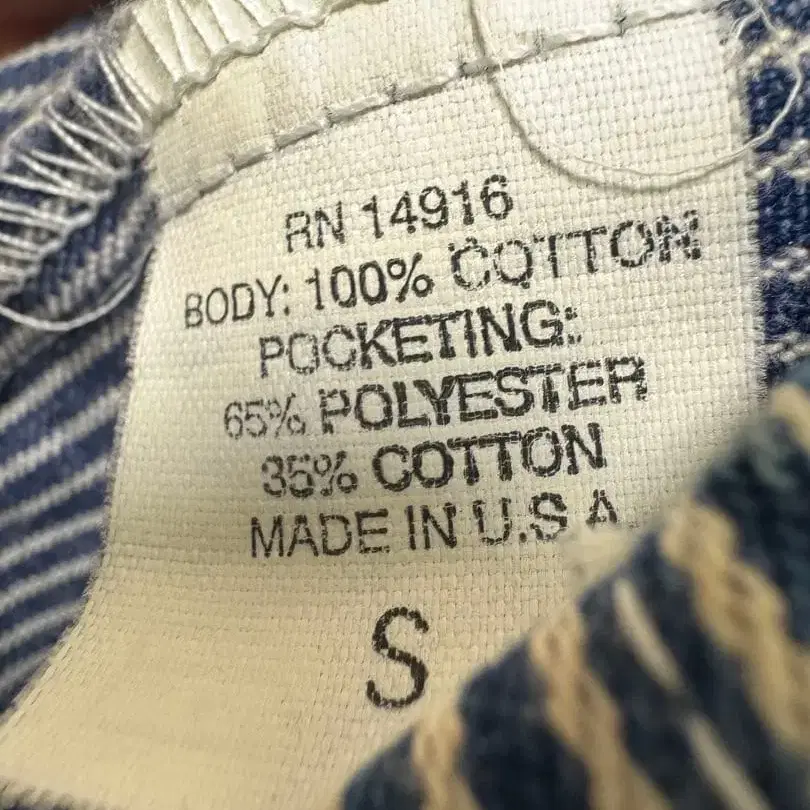 RN 14916
BODY: 100% COTTON
POCKETING:
65% POLYESTER
35% COTTON
MADE IN U.S.A
S